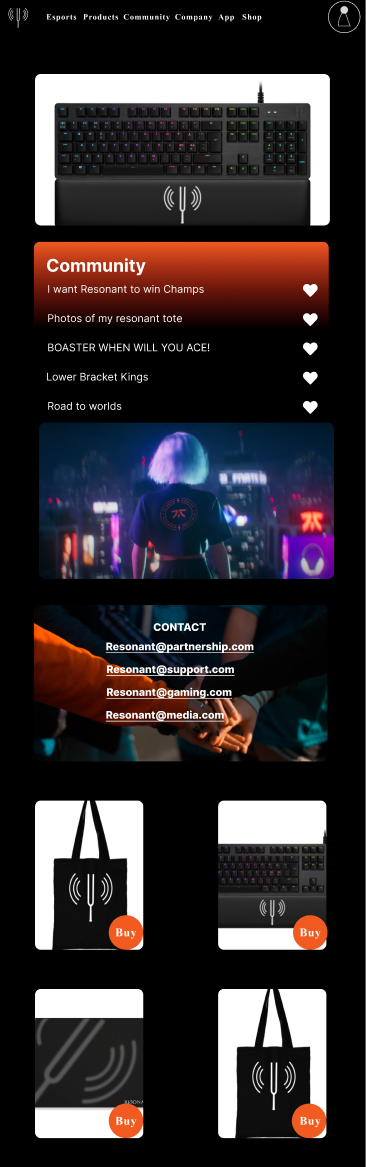 Esports Products Community Company App Shop
Community
I want Resonant to win Champs
Photos of my resonant tote
BOASTER WHEN WILL YOU ACE!
Lower Bracket Kings
Road to worlds
CONTACT
Resonant@partnership.com
Resonant@support.com
Resonant@gaming.com
Resonant@media.com
Buy
Buy
Buy
Buy